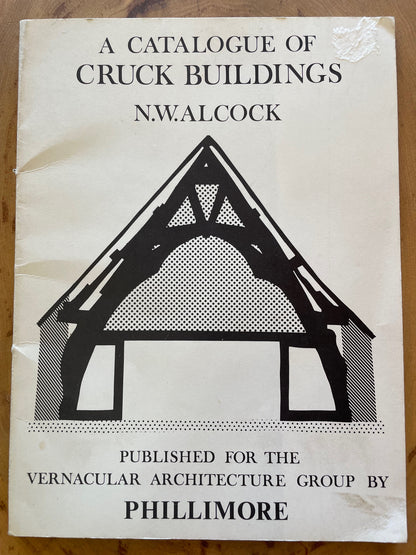 A CATALOGUE OF
CRUCK BUILDINGS
N.W.ALCOCK
PUBLISHED FOR THE
VERNACULAR ARCHITECTURE GROUP BY
PHILLIMORE